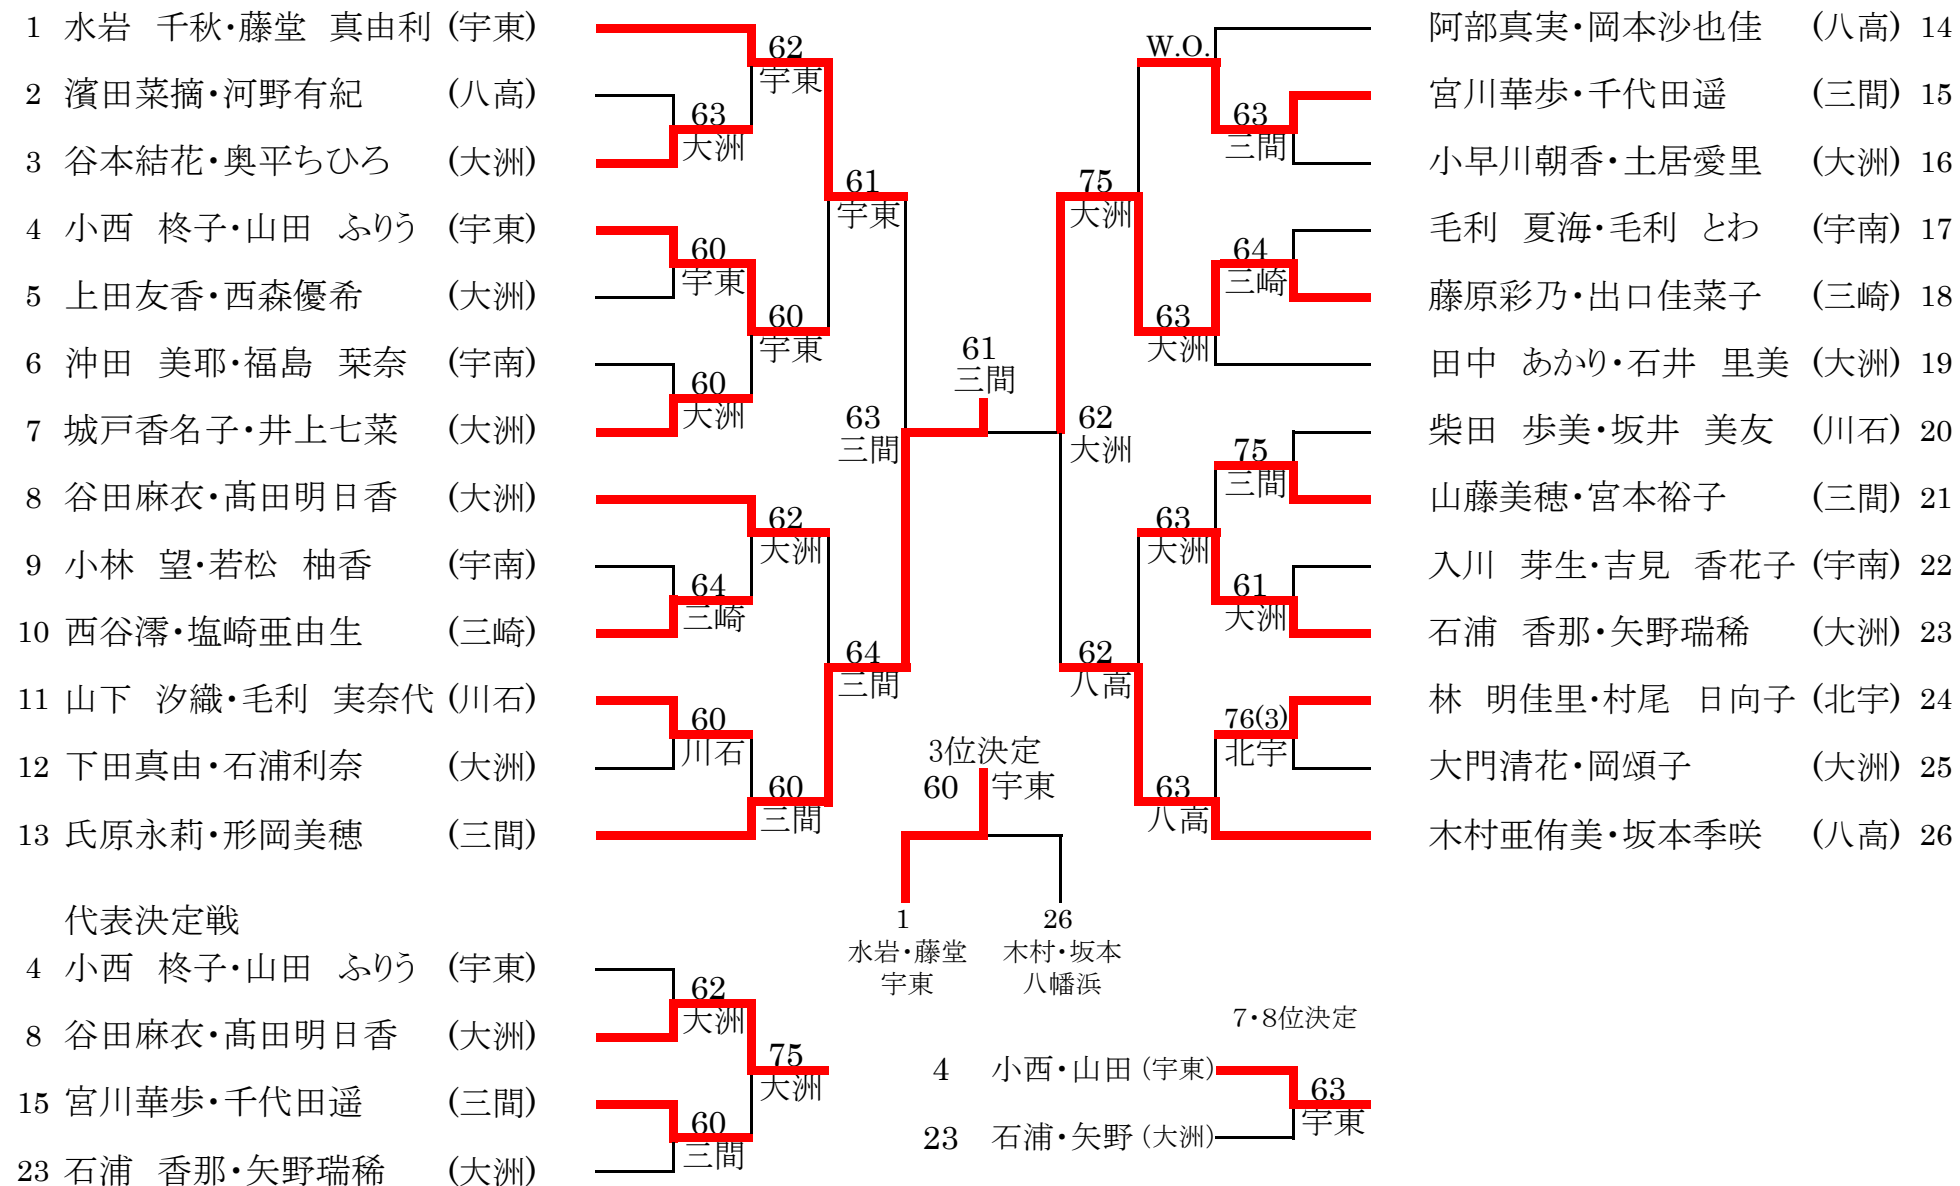 1 水岩 千秋・藤堂 真由利 (宇東)
2 濱田菜摘・河野有紀 (八高)
3 谷本結花・奥平ちひろ (大洲)
4 小西 柊子・山田 ふりう (宇東)
5 上田友香・西森優希 (大洲)
6 沖田 美耶・福島 栞奈 (宇南)
7 城戸香名子・井上七菜 (大洲)
8 谷田麻衣・髙田明日香 (大洲)
9 小林 望・若松 柚香 (宇南)
10 西谷澪・塩崎亜由生 (三崎)
11 山下 汐織・毛利 実奈代 (川石)
12 下田真由・石浦利奈 (大洲)
13 氏原永莉・形岡美穂 (三間)
62
宇東
63
大洲
61
宇東
60
宇東
60
宇東
60
大洲
63
三間
62
大洲
64
三崎
64
三間
60
川石
60
三間
61
三間
W.O.
63
三間
75
大洲
64
三崎
63
大洲
62
大洲
75
三間
63
大洲
61
大洲
62
八高
76(3)
北宇
63
八高
阿部真実・岡本沙也佳 (八高) 14
宮川華歩・千代田遥 (三間) 15
小早川朝香・土居愛里 (大洲) 16
毛利 夏海・毛利 とわ (宇南) 17
藤原彩乃・出口佳菜子 (三崎) 18
田中 あかり・石井 里美 (大洲) 19
柴田 歩美・坂井 美友 (川石) 20
山藤美穂・宮本裕子 (三間) 21
入川 芽生・吉見 香花子 (宇南) 22
石浦 香那・矢野瑞稀 (大洲) 23
林 明佳里・村尾 日向子 (北宇) 24
大門清花・岡頌子 (大洲) 25
木村亜侑美・坂本季咲 (八高) 26
3位決定
60 宇東
1 26
水岩・藤堂 木村・坂本
宇東 八幡浜
代表決定戦
4 小西 柊子・山田 ふりう (宇東)
8 谷田麻衣・髙田明日香 (大洲)
15 宮川華歩・千代田遥 (三間)
23 石浦 香那・矢野瑞稀 (大洲)
62
大洲
75
大洲
60
三間
7・8位決定
4 小西・山田 (宇東)
23 石浦・矢野 (大洲)
63
宇東